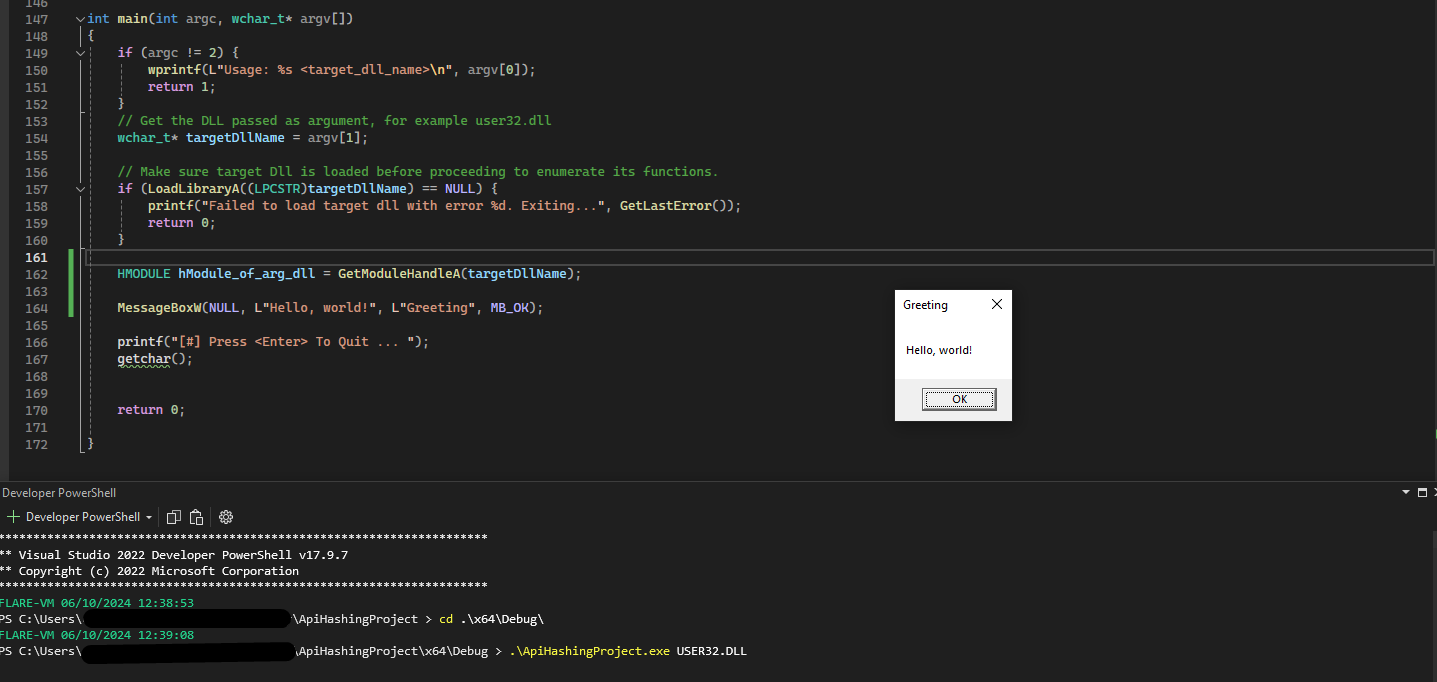 146
147 int main(int argc, wchar_t* argv[])
148 {
149 if (argc != 2) {
150 wprintf(L"Usage: %s <target_dll_name>\n", argv[0]);
151 return 1;
152 }
153 // Get the DLL passed as argument, for example user32.dll
154 wchar_t* targetDllName = argv[1];
155
156 // Make sure target Dll is loaded before proceeding to enumerate its functions.
157 if (LoadLibraryA((LPCSTR)targetDllName) == NULL) {
158 printf("Failed to load target dll with error %d. Exiting...", GetLastError());
159 return 0;
160 }
161
162 HMODULE hModule_of_arg_dll = GetModuleHandleA(targetDllName);
163
164 MessageBoxW(NULL, L"Hello, world!", L"Greeting", MB_OK);
165
166 printf("[#] Press <Enter> To Quit ... ");
167 getchar();
168
169
170 return 0;
171
172 }
Greeting
Hello, world!
OK
Developer PowerShell
Developer PowerShell
**********************************************************************
** Visual Studio 2022 Developer PowerShell v17.9.7
** Copyright (c) 2022 Microsoft Corporation
**********************************************************************
FLARE-VM 06/10/2024 12:38:53
PS C:\Users\ \ApiHashingProject > cd .\x64\Debug\
FLARE-VM 06/10/2024 12:39:08
PS C:\Users\ \ApiHashingProject\x64\Debug > .\ApiHashingProject.exe USER32.DLL